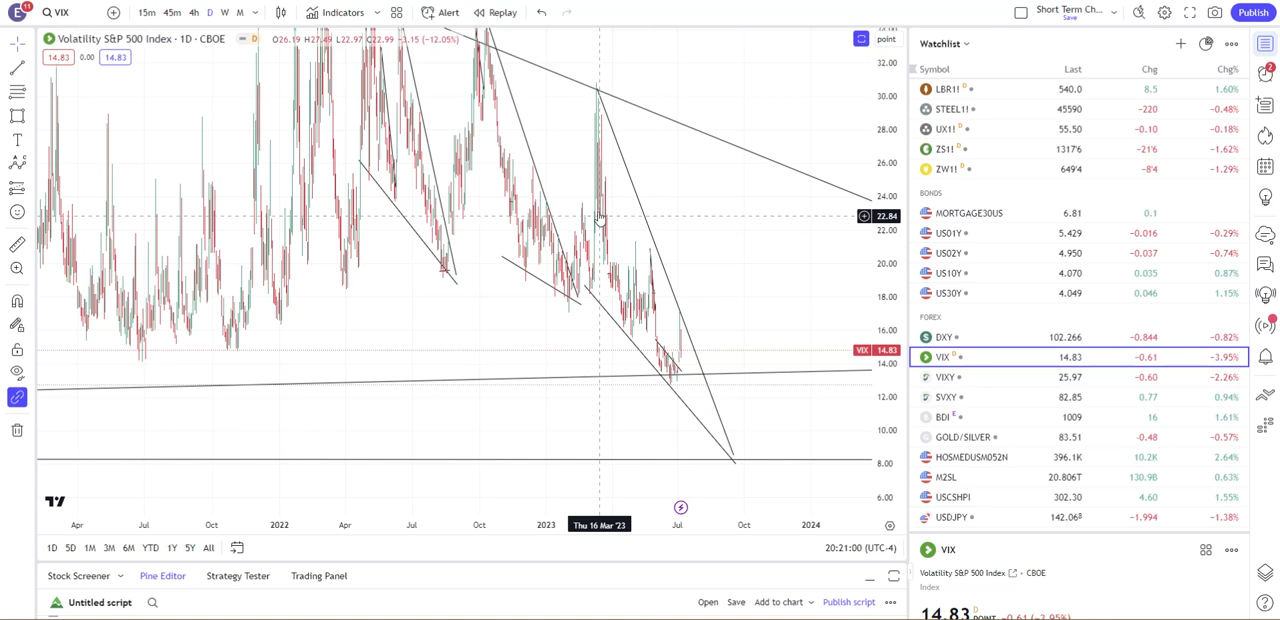 E 11 VIX 15m 45m 4h D W M Indicators Alert Replay Short Term Ch... Save Publish
Volatility S&P 500 Index · 1D · CBOE D O26.19 H27.49 L22.97 C22.99 −3.15 (−12.05%)
14.83 0.00 14.83
point
32.00
30.00
28.00
26.00
24.00
22.84
22.00
20.00
18.00
16.00
VIX 14.83
14.00
12.00
10.00
8.00
6.00
Apr Jul Oct 2022 Apr Jul Oct 2023 Thu 16 Mar '23 Jul Oct 2024
1D 5D 1M 3M 6M YTD 1Y 5Y All 20:21:00 (UTC-4)
Stock Screener Pine Editor Strategy Tester Trading Panel
Untitled script Open Save Add to chart Publish script
Watchlist
Symbol Last Chg Chg%
LBR1! D 540.0 8.5 1.60%
STEEL1! 45590 −220 −0.48%
UX1! D 55.50 −0.10 −0.18%
ZS1! D 1317'6 −21'6 −1.62%
ZW1! D 649'4 −8'4 −1.29%
BONDS
MORTGAGE30US 6.81 0.1
US01Y 5.429 −0.016 −0.29%
US02Y 4.950 −0.037 −0.74%
US10Y 4.070 0.035 0.87%
US30Y 4.049 0.046 1.15%
FOREX
DXY 102.266 −0.844 −0.82%
VIX D 14.83 −0.61 −3.95%
VIXY 25.97 −0.60 −2.26%
SVXY 82.85 0.77 0.94%
BDI E 1009 16 1.61%
GOLD/SILVER 83.51 −0.48 −0.57%
HOSMEDUSM052N 396.1K 10.2K 2.64%
M2SL 20.806T 130.9B 0.63%
USCSHPI 302.30 4.60 1.55%
USDJPY 142.068 −1.994 −1.38%
VIX
Volatility S&P 500 Index · CBOE
Index
14.83 D POINT −0.61 (−3.95%)
2